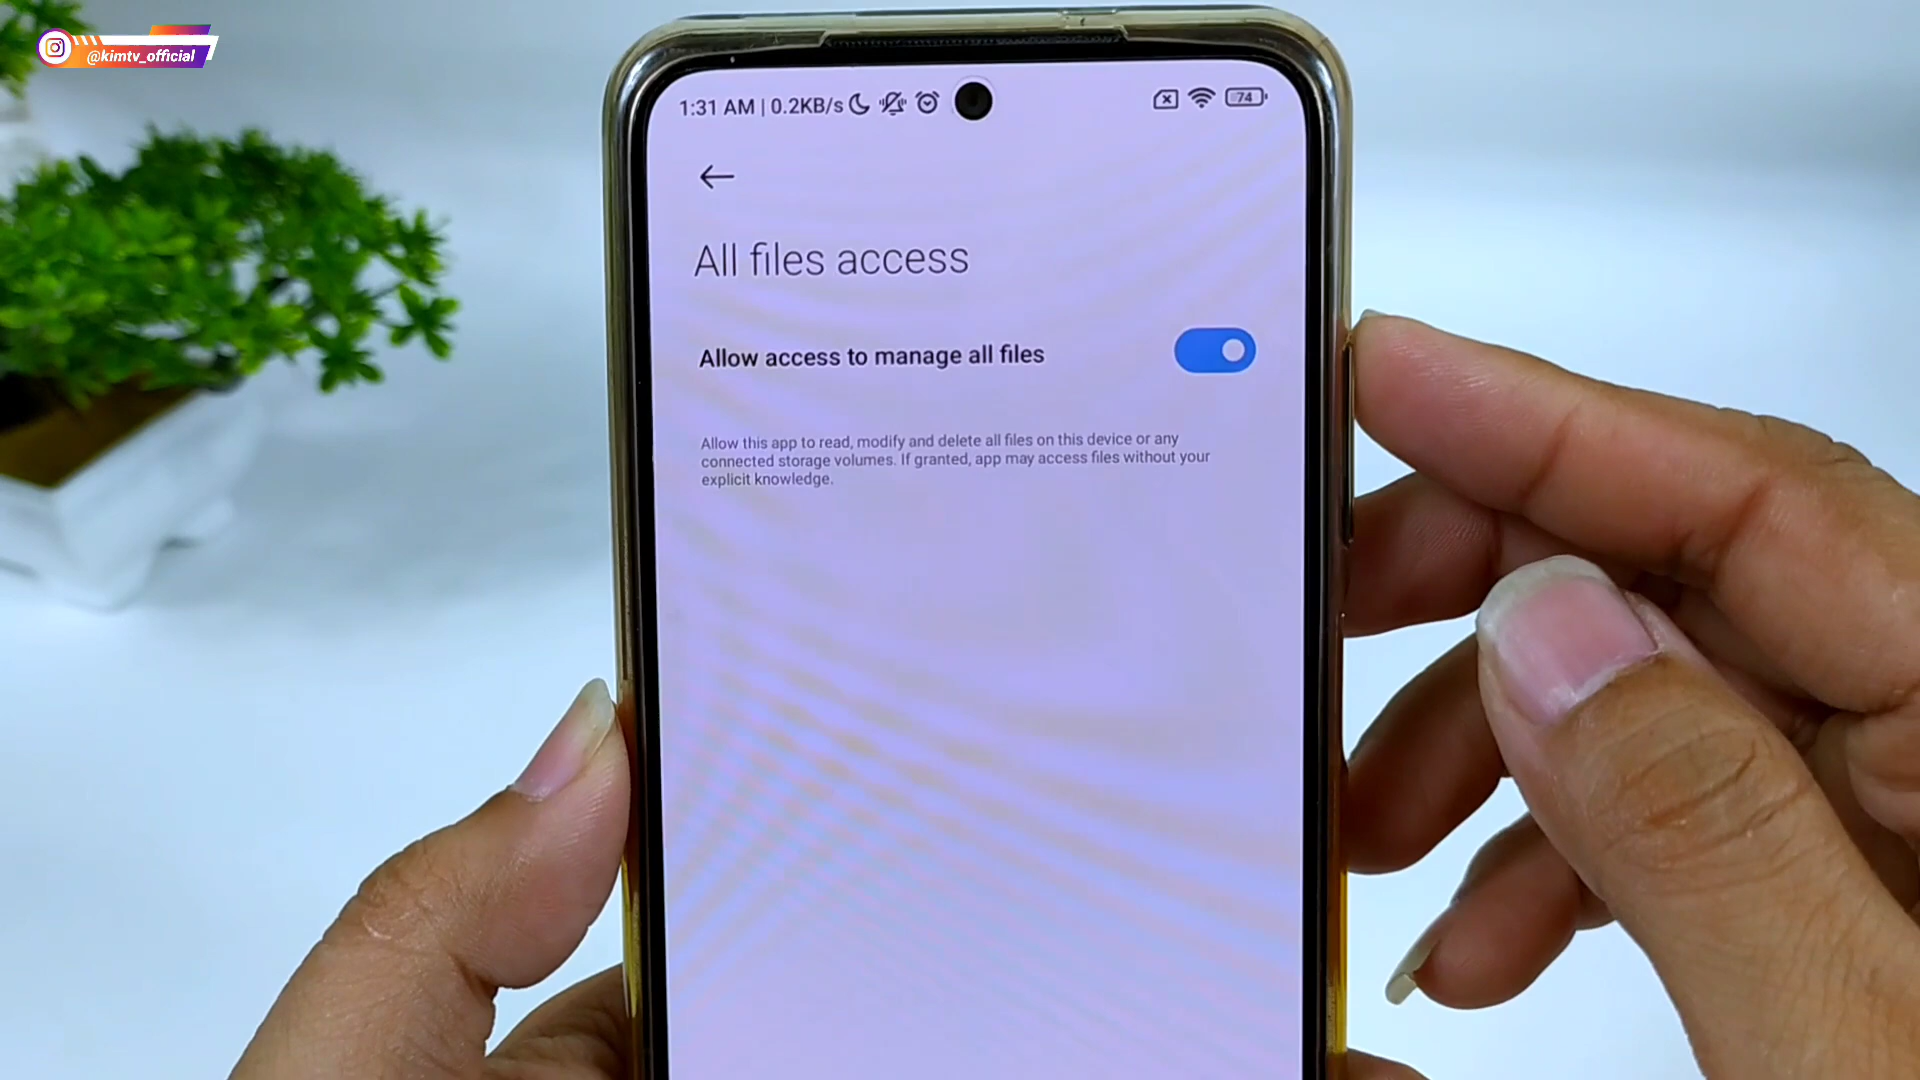 @kimtv_official
1:31 AM | 0.2KB/s
74
All files access
Allow access to manage all files
Allow this app to read, modify and delete all files on this device or any
connected storage volumes. If granted, app may access files without your
explicit knowledge.